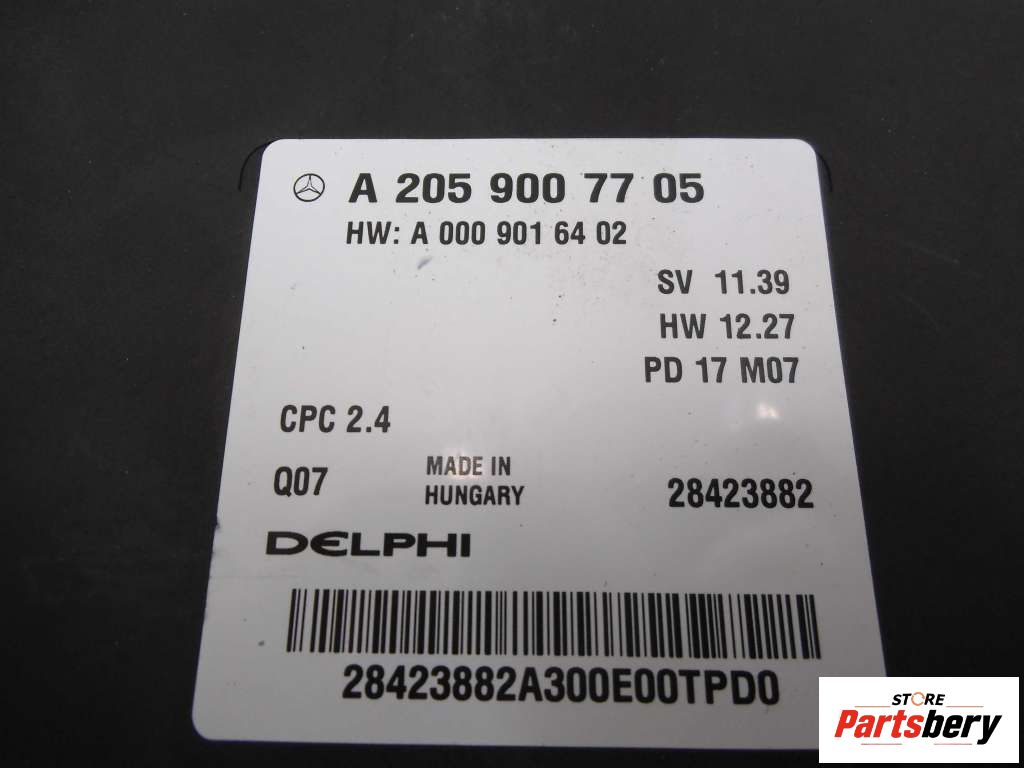 A 205 900 77 05
HW: A 000 901 64 02
SV 11.39
HW 12.27
PD 17 M07
CPC 2.4
Q07
MADE IN
HUNGARY
28423882
DELPHI
28423882A300E00TPD0
STORE
Partsbery